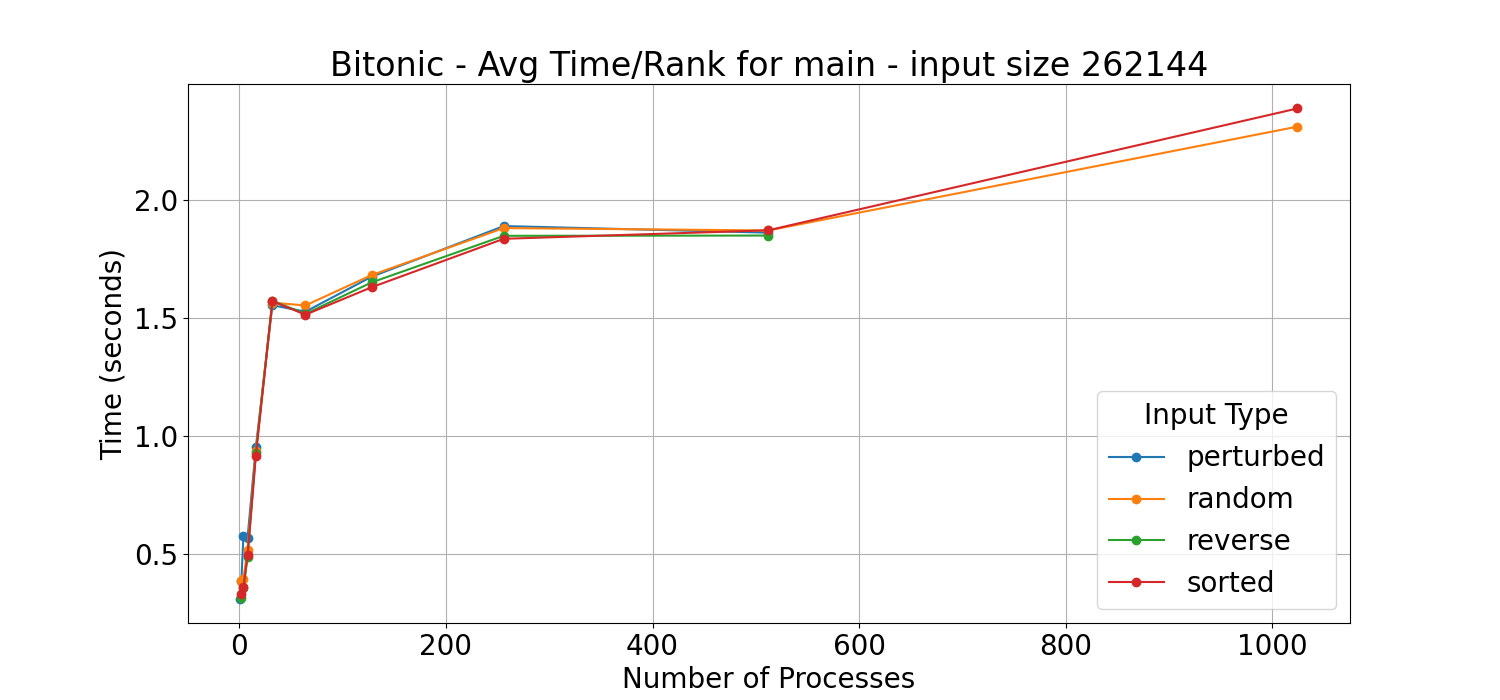 Bitonic - Avg Time/Rank for main - input size 262144
Time (seconds)
2.0
1.5
1.0
0.5
0
200
400
600
800
1000
Number of Processes
Input Type
perturbed
random
reverse
sorted